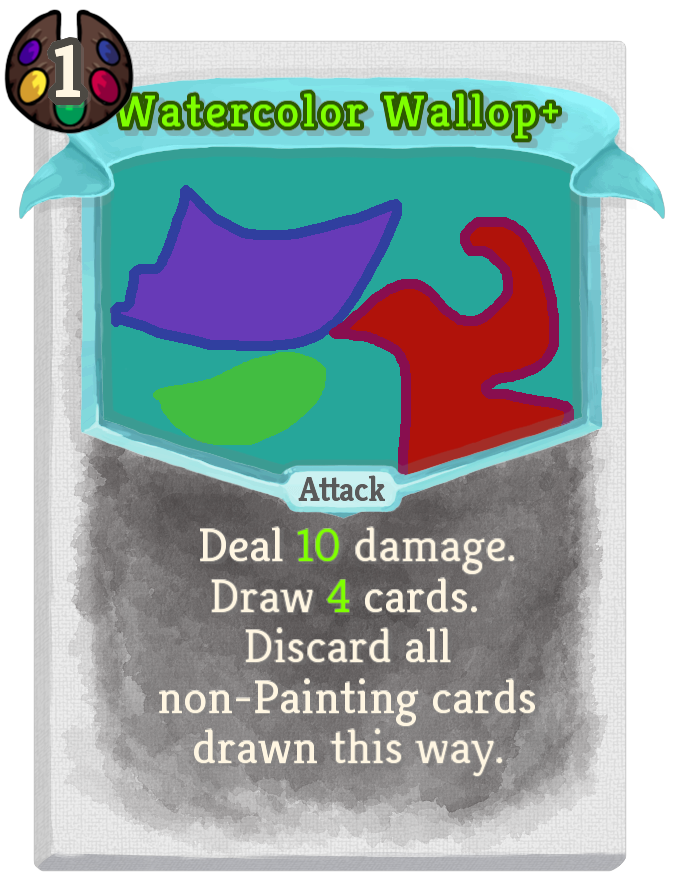 1
Watercolor Wallop+
Attack
Deal 10 damage.
Draw 4 cards.
Discard all
non-Painting cards
drawn this way.